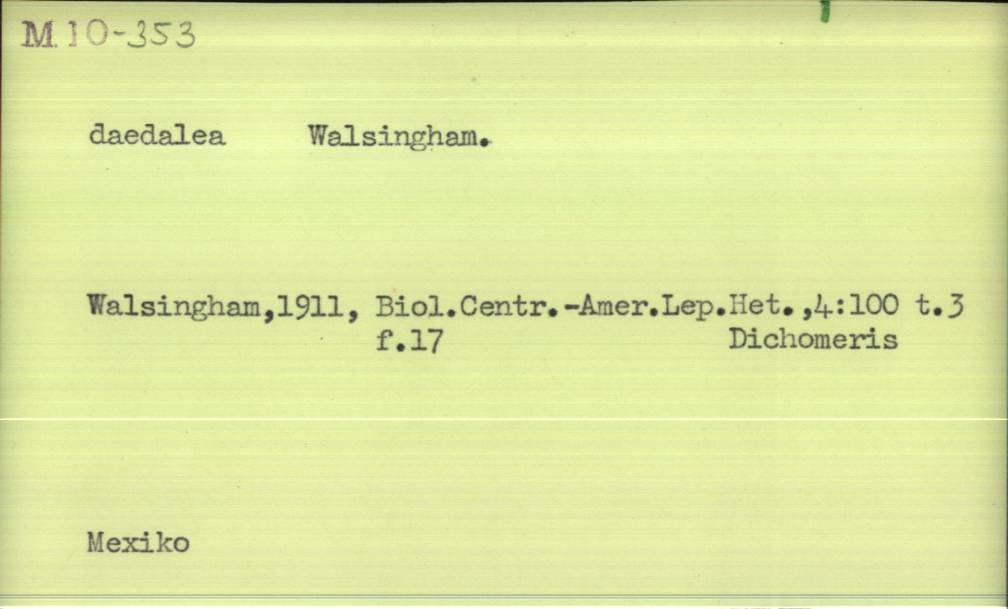 M 10-353
daedalea Walsingham.
Walsingham,1911, Biol.Centr.-Amer.Lep.Het.,4:100 t.3
f.17 Dichomeris
Mexiko